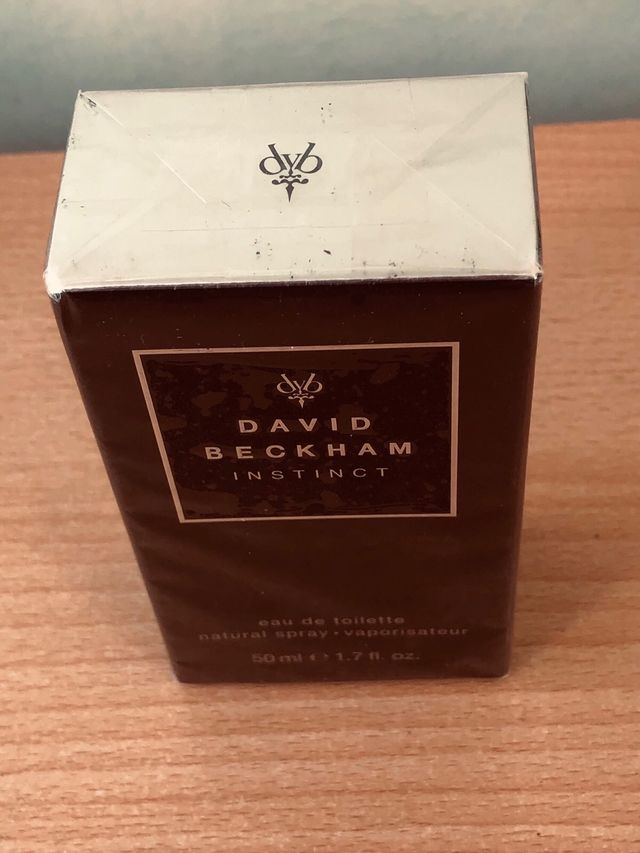 dvb
dvb
DAVID
BECKHAM
INSTINCT
eau de toilette
natural spray • vaporisateur
50 ml ℮ 1.7 fl. oz.